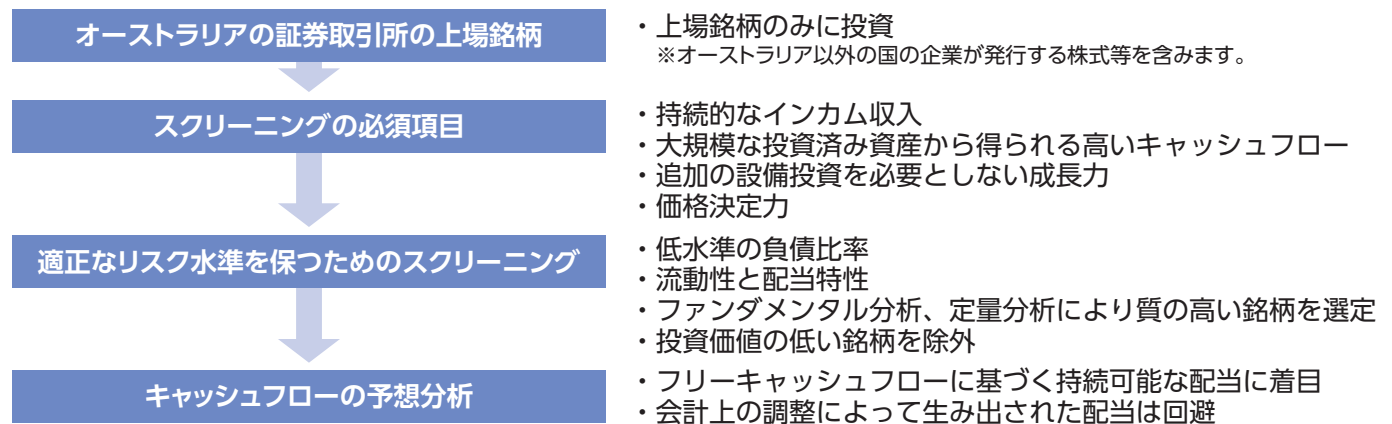 オーストラリアの証券取引所の上場銘柄
・上場銘柄のみに投資
※オーストラリア以外の国の企業が発行する株式等を含みます。
スクリーニングの必須項目
・持続的なインカム収入
・大規模な投資済み資産から得られる高いキャッシュフロー
・追加の設備投資を必要としない成長力
・価格決定力
適正なリスク水準を保つためのスクリーニング
・低水準の負債比率
・流動性と配当特性
・ファンダメンタル分析、定量分析により質の高い銘柄を選定
・投資価値の低い銘柄を除外
キャッシュフローの予想分析
・フリーキャッシュフローに基づく持続可能な配当に着目
・会計上の調整によって生み出された配当は回避